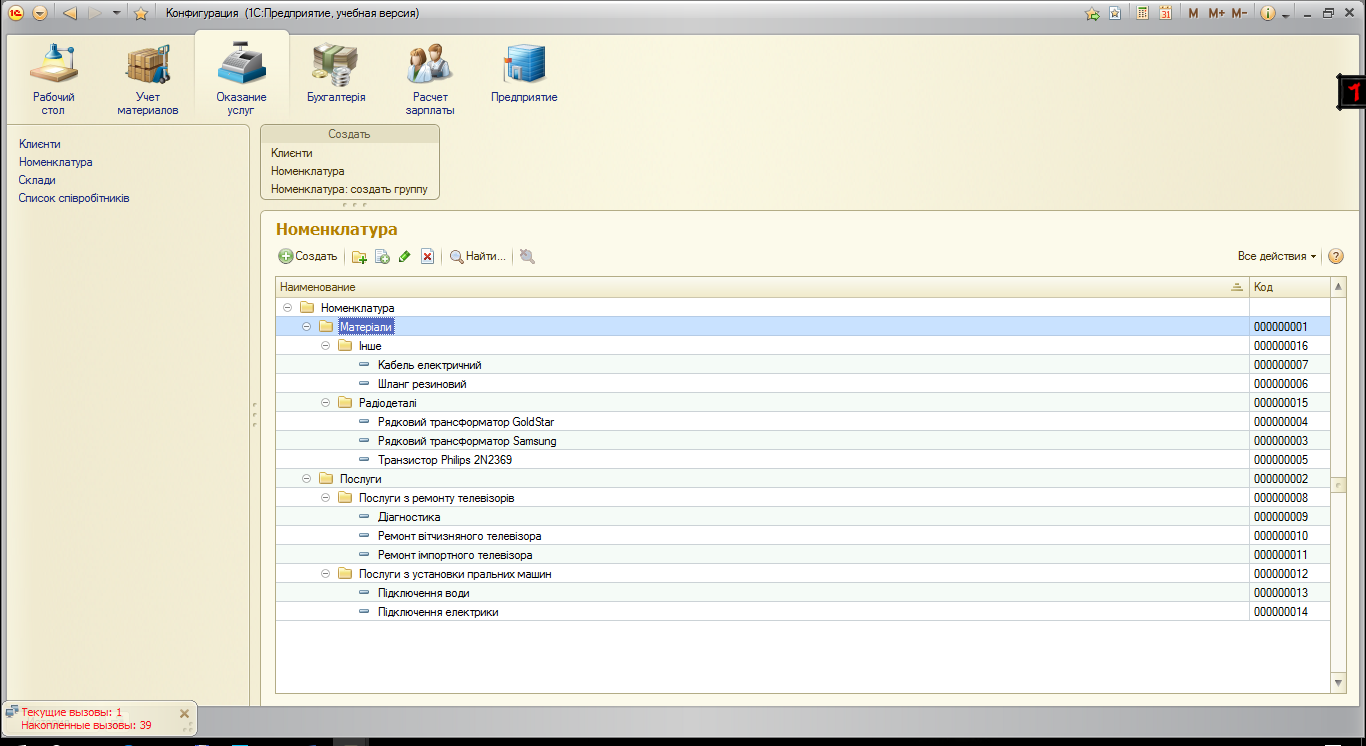 Конфигурация (1С:Предприятие, учебная версия)
M M+ M-
31
Рабочий
стол
Учет
материалов
Оказание
услуг
Бухгалтерія
Расчет
зарплаты
Предприятие
1
Клиєнти
Номенклатура
Склади
Список співробітників
Создать
Клиєнти
Номенклатура
Номенклатура: создать группу
Номенклатура
Создать Найти... Все действия
Наименование Код
Номенклатура
Матеріали 000000001
Інше 000000016
Кабель електричний 000000007
Шланг резиновий 000000006
Радіодеталі 000000015
Рядковий трансформатор GoldStar 000000004
Рядковий трансформатор Samsung 000000003
Транзистор Philips 2N2369 000000005
Послуги 000000002
Послуги з ремонту телевізорів 000000008
Діагностика 000000009
Ремонт вітчизняного телевізора 000000010
Ремонт імпортного телевізора 000000011
Послуги з установки пральних машин 000000012
Підключення води 000000013
Підключення електрики 000000014
Текущие вызовы: 1
Накопленные вызовы: 39